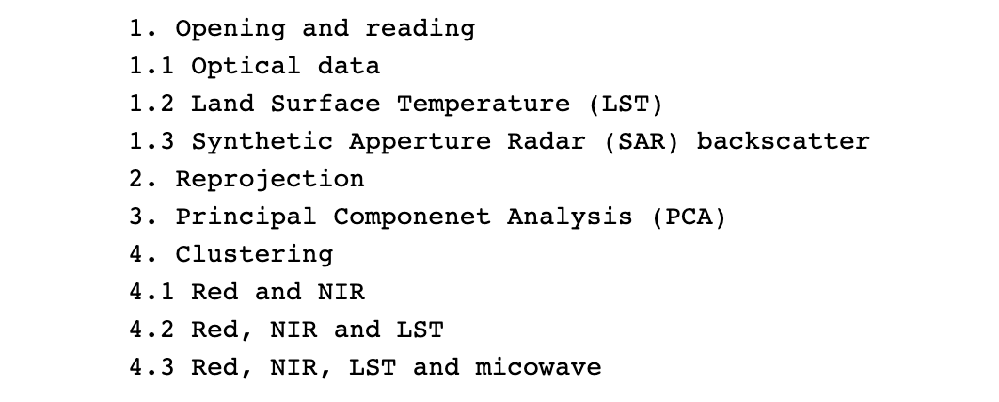 1. Opening and reading
1.1 Optical data
1.2 Land Surface Temperature (LST)
1.3 Synthetic Apperture Radar (SAR) backscatter
2. Reprojection
3. Principal Componenet Analysis (PCA)
4. Clustering
4.1 Red and NIR
4.2 Red, NIR and LST
4.3 Red, NIR, LST and micowave